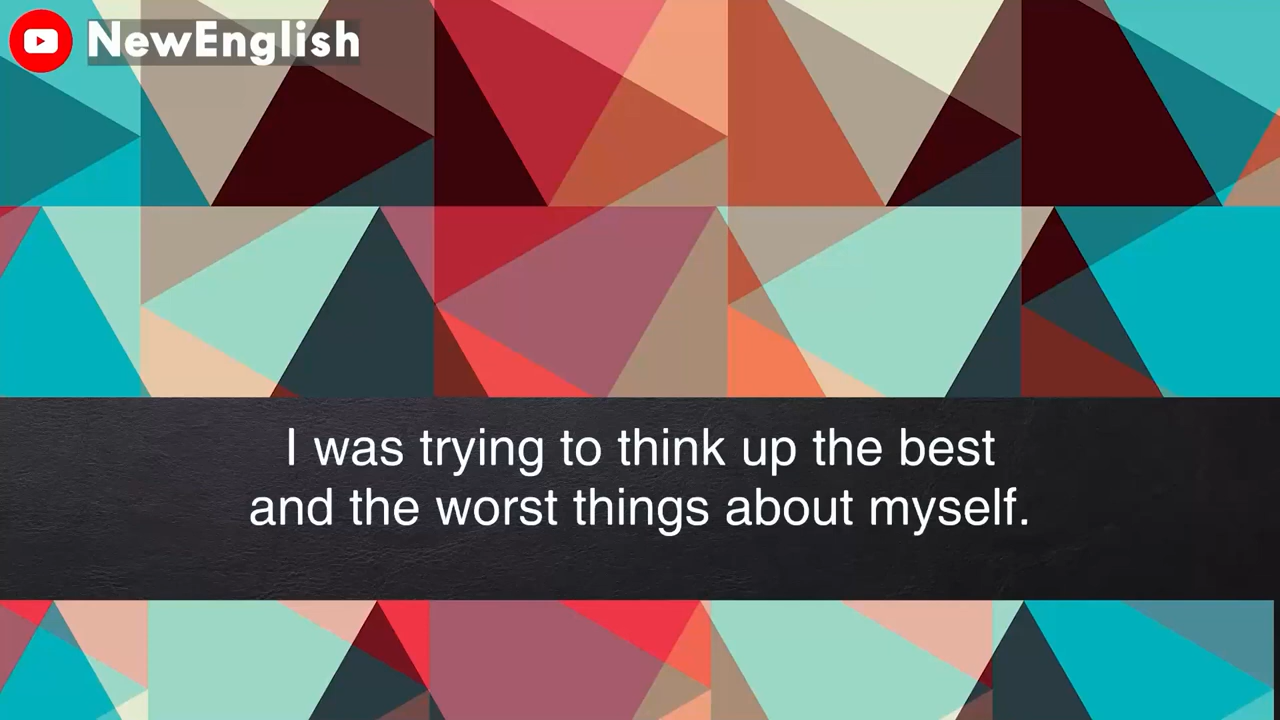 NewEnglish
I was trying to think up the best
and the worst things about myself.